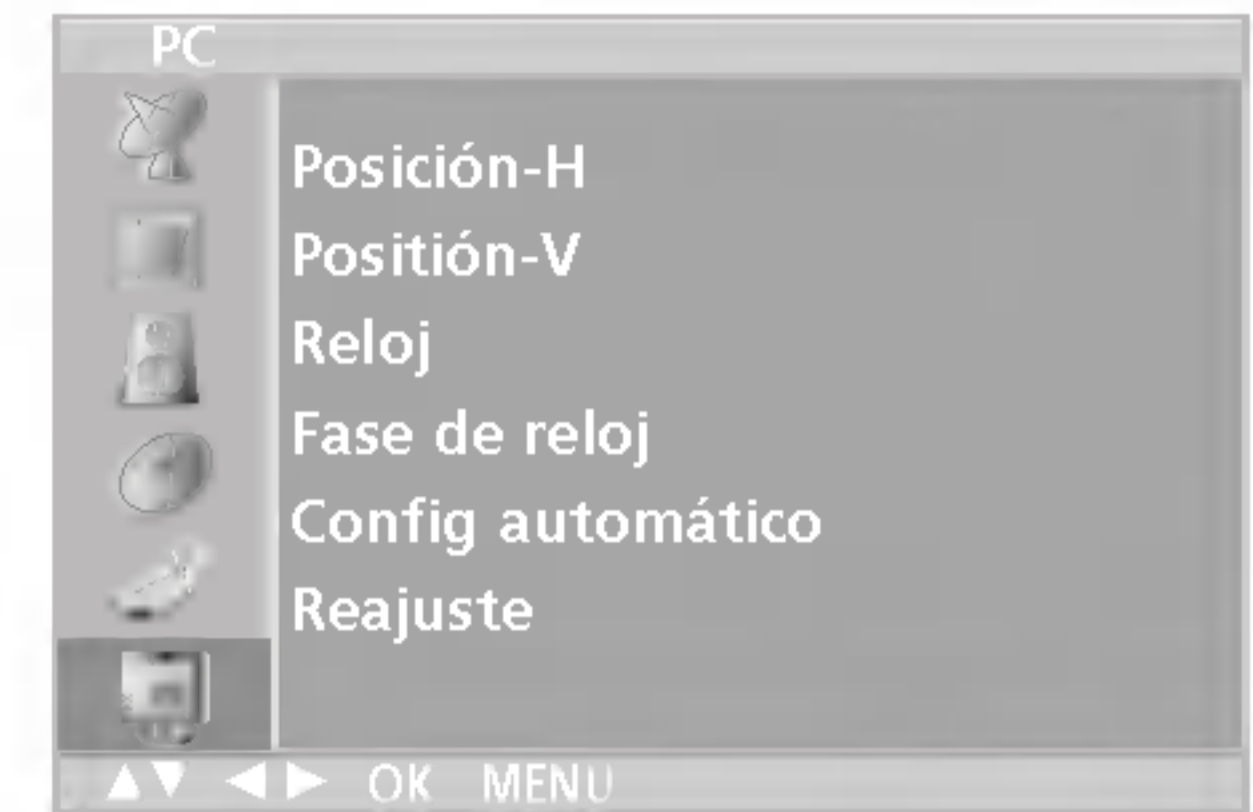 PC
Posición-H
Positión-V
Reloj
Fase de reloj
Config automático
Reajuste
▲▼ ◀▶ OK MENU